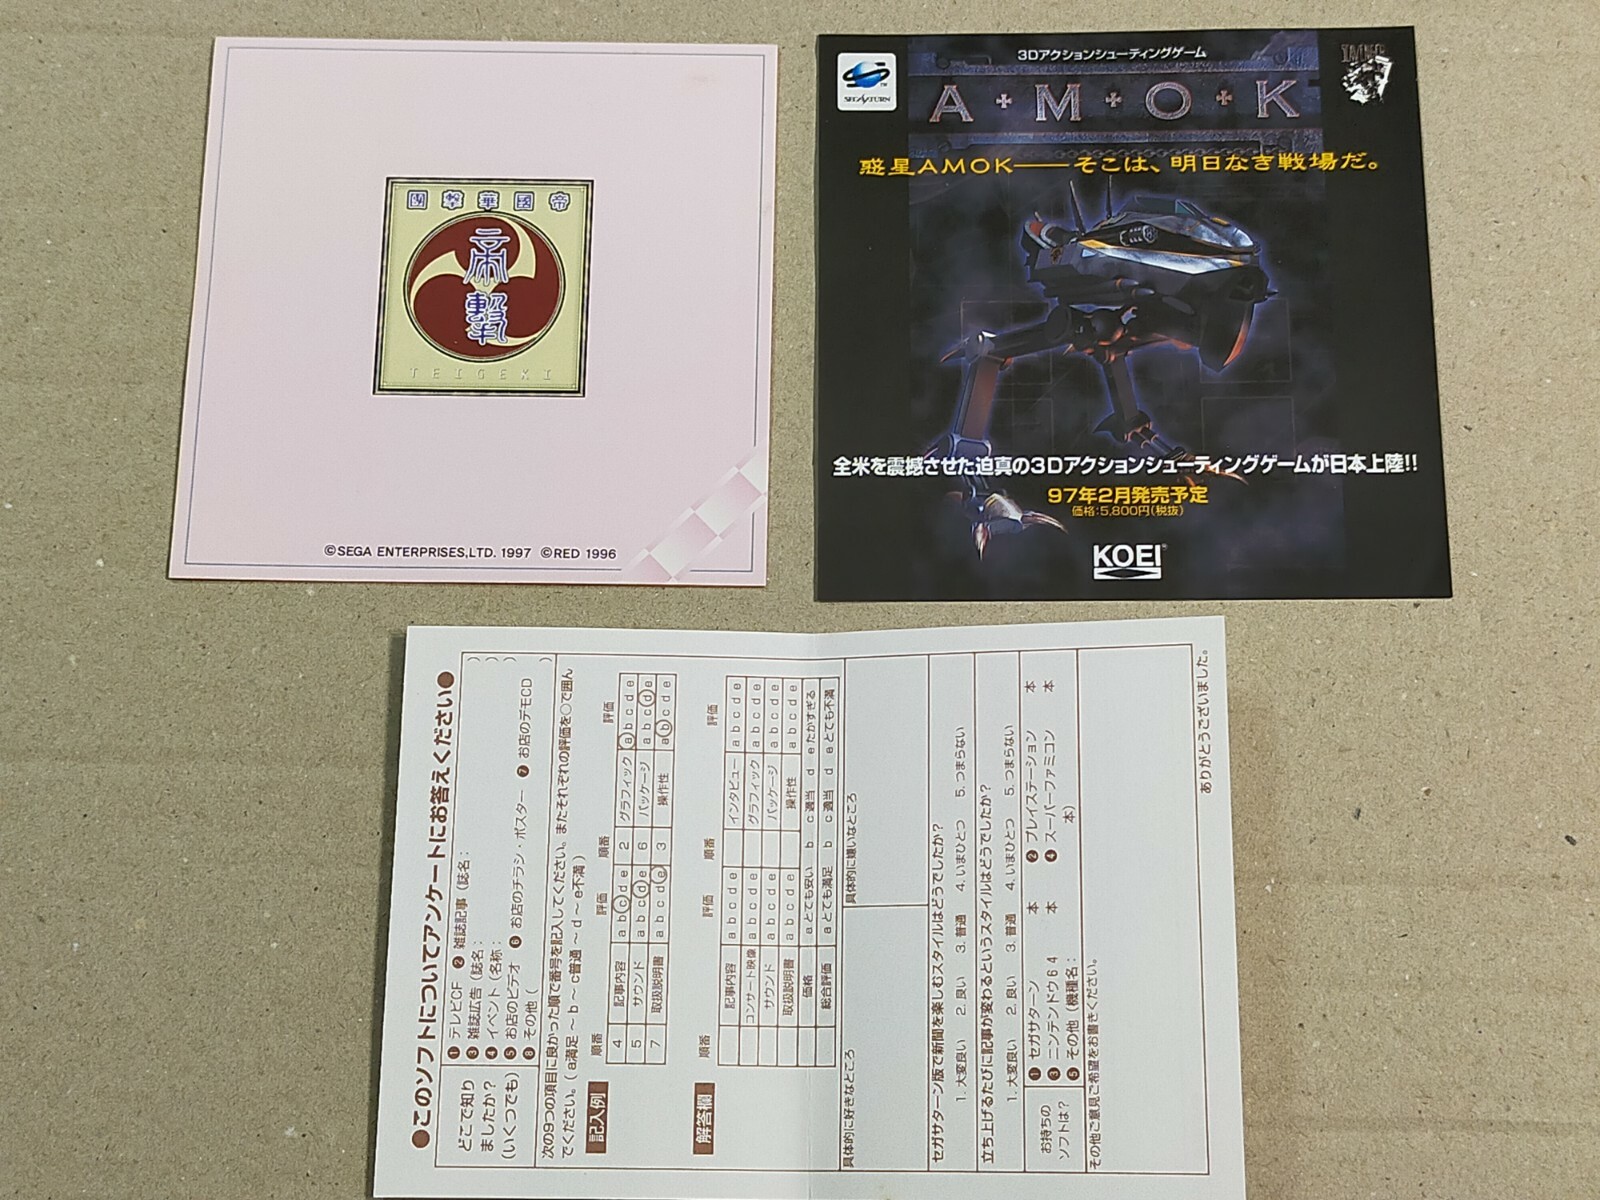 團撃華國帝
帝撃
TEIGEKI
©SEGA ENTERPRISES,LTD. 1997 ©RED 1996
3Dアクションシューティングゲーム
SEGA SATURN
TM
A・M・O・K
惑星AMOK──そこは、明日なき戦場だ。
全米を震撼させた迫真の3Dアクションシューティングゲームが日本上陸!!
97年2月発売予定
価格:5,800円(税抜)
KOEI
●このソフトについてアンケートにお答えください●
どこで知りましたか?(いくつでも)
❶ テレビCF ❷ 雑誌記事(誌名: )
❸ 雑誌広告(誌名: )
❹ イベント(名称: )
❺ お店のビデオ ❻ お店のチラシ・ポスター ❼ お店のデモCD
❽ その他( )
次の9つの項目に良かった順で番号を記入してください。またそれぞれの評価を○で囲ん
でください。( a満足 ~ b ~ c普通 ~ d ~ e不満 )
記入例
順番 評価 順番 評価
4 記事内容 a b c d e 2 グラフィック a b c d e
5 サウンド a b c d e 6 パッケージ a b c d e
7 取扱説明書 a b c d e 3 操作性 a b c d e
解答欄
順番 評価 順番 評価
記事内容 a b c d e インタビュー a b c d e
コンサート映像 a b c d e グラフィック a b c d e
サウンド a b c d e パッケージ a b c d e
取扱説明書 a b c d e 操作性 a b c d e
価格 a とても安い b c 適当 d e たかすぎる
総合評価 a とても満足 b c 適当 d e とても不満
具体的に好きなところ 具体的に嫌いなところ
セガサターン版で新聞を楽しむスタイルはどうでしたか?
1. 大変良い 2. 良い 3. 普通 4. いまひとつ 5. つまらない
立ち上げるたびに記事が変わるというスタイルはどうでしたか?
1. 大変良い 2. 良い 3. 普通 4. いまひとつ 5. つまらない
お持ちのソフトは?
❶ セガサターン 本 ❷ プレイステーション 本
❸ ニンテンドウ64 本 ❹ スーパーファミコン 本
❺ その他(機種名: 本)
その他ご意見ご希望をお書きください。
ありがとうございました。